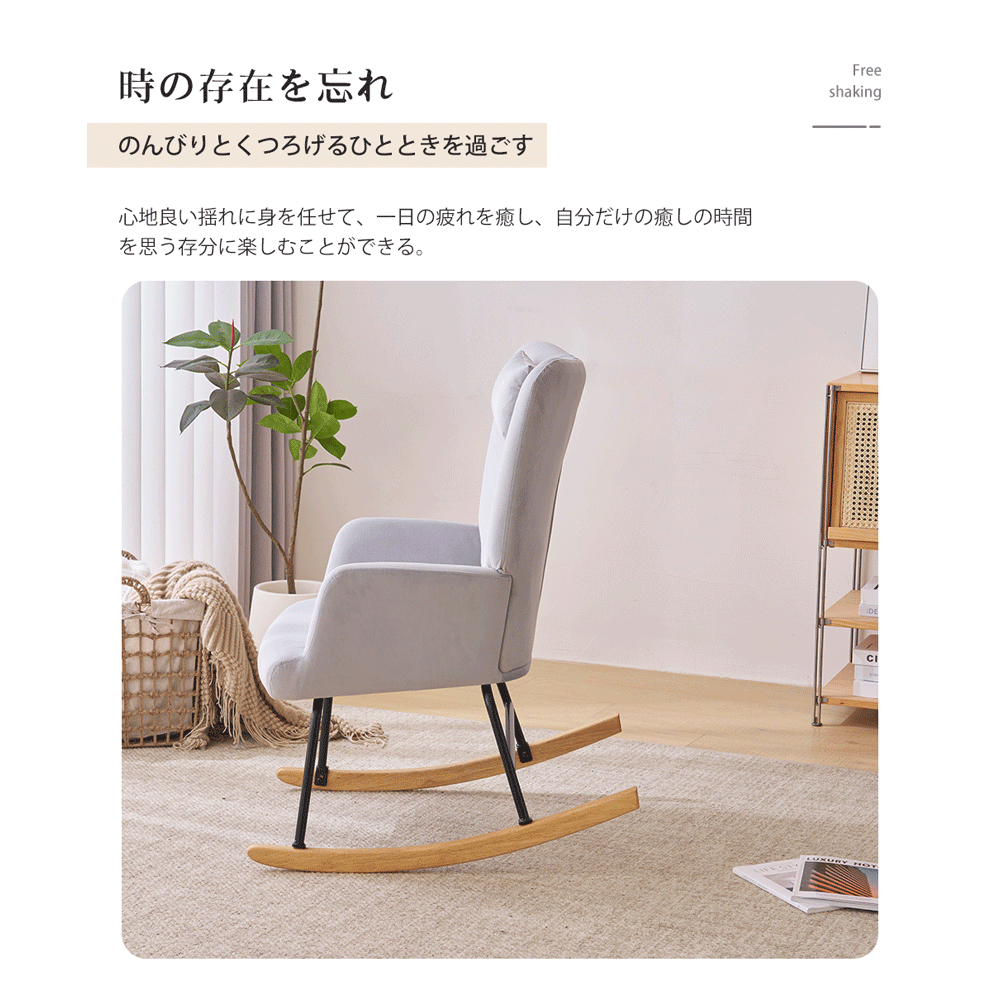 時の存在を忘れ
Free
shaking
のんびりとくつろげるひとときを過ごす
心地良い揺れに身を任せて、一日の疲れを癒し、自分だけの癒しの時間
を思う存分に楽しむことができる。
CI
LUXURY HOT